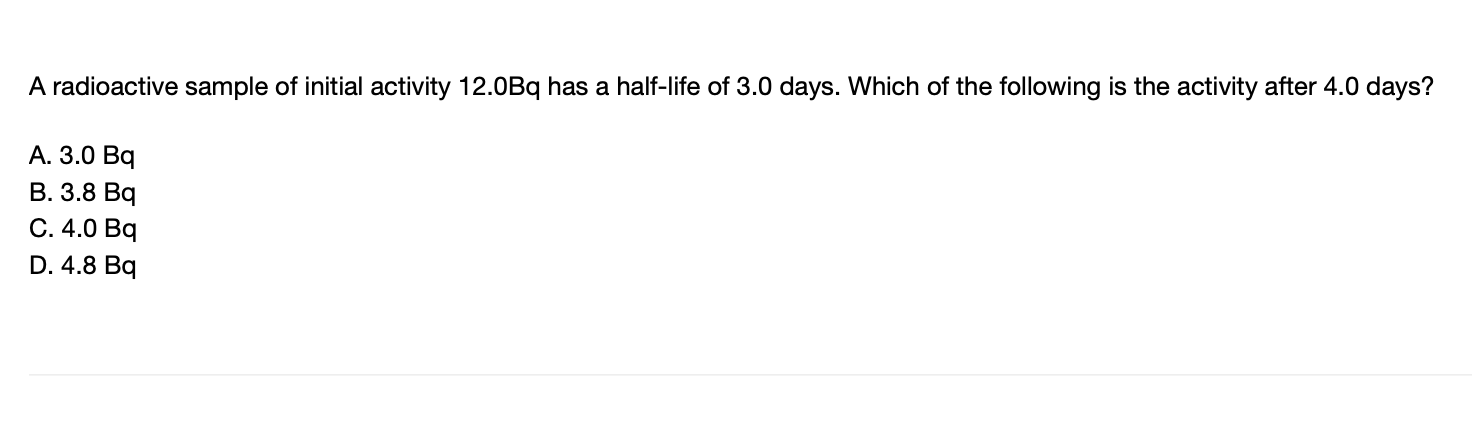 A radioactive sample of initial activity 12.0Bq has a half-life of 3.0 days. Which of the following is the activity after 4.0 days?
A. 3.0 Bq
B. 3.8 Bq
C. 4.0 Bq
D. 4.8 Bq